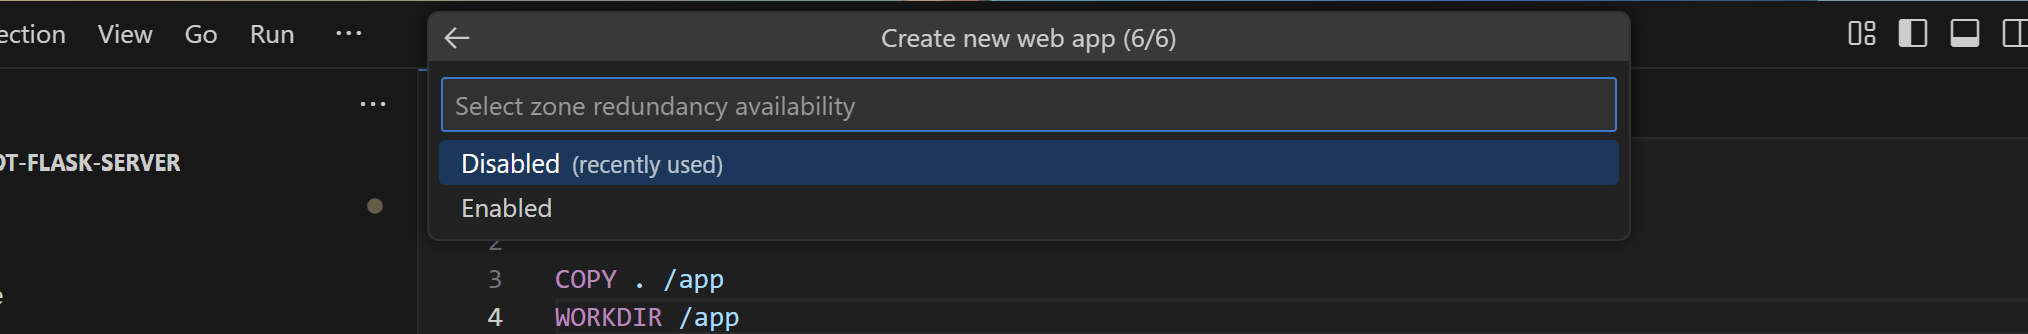 ection View Go Run ···
Create new web app (6/6)
Select zone redundancy availability
Disabled (recently used)
Enabled
OT-FLASK-SERVER
2
3 COPY . /app
4 WORKDIR /app
e